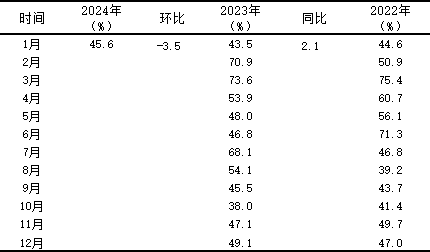 时间 2024年（%） 环比 2023年（%） 同比 2022年（%）
1月 45.6 -3.5 43.5 2.1 44.6
2月 70.9 50.9
3月 73.6 75.4
4月 53.9 60.7
5月 48.0 56.1
6月 46.8 71.3
7月 68.1 46.8
8月 54.1 39.2
9月 45.5 43.7
10月 38.0 41.4
11月 47.1 49.7
12月 49.1 47.0